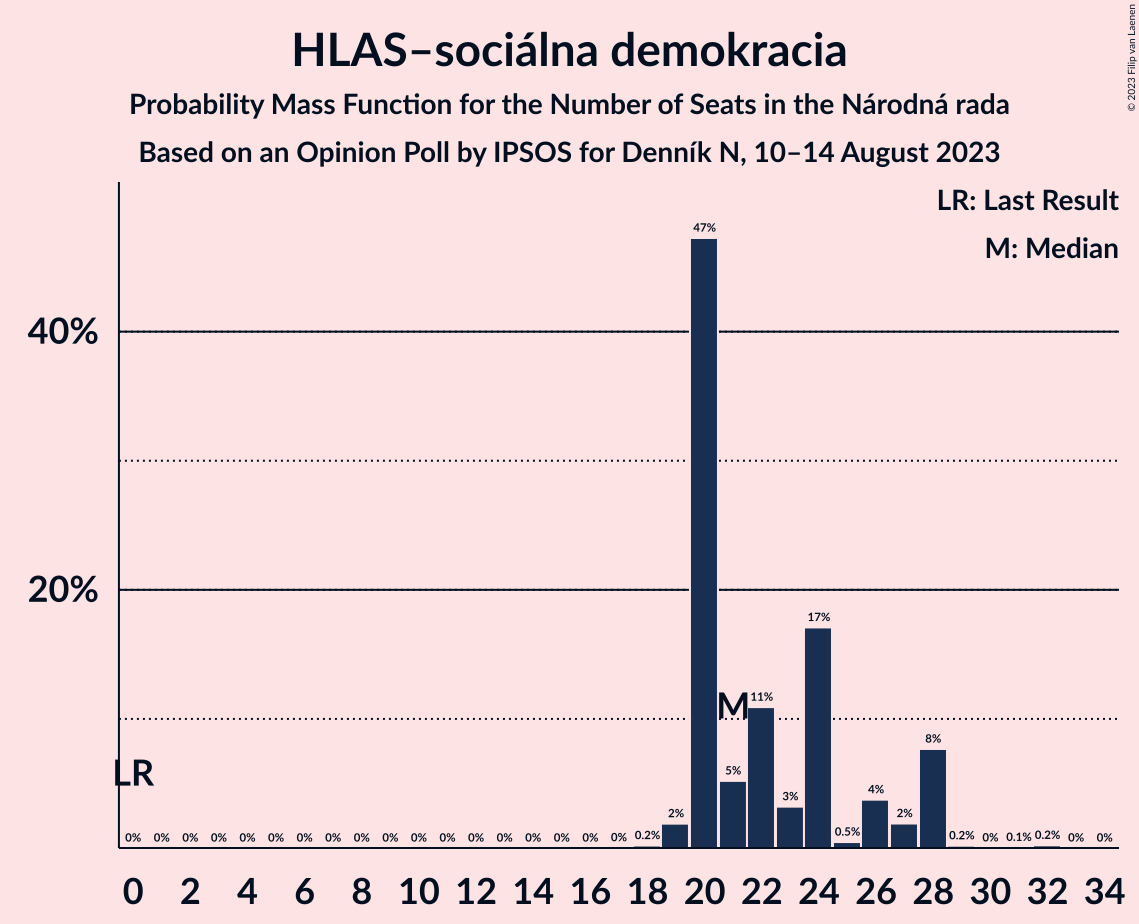 HLAS–sociálna demokracia
Probability Mass Function for the Number of Seats in the Národná rada
Based on an Opinion Poll by IPSOS for Denník N, 10–14 August 2023
© 2023 Filip van Laenen
LR: Last Result
M: Median
40%
20%
LR
M
0% 0% 0% 0% 0% 0% 0% 0% 0% 0% 0% 0% 0% 0% 0% 0% 0% 0% 0.2% 2% 47% 5% 11% 3% 17% 0.5% 4% 2% 8% 0.2% 0% 0.1% 0.2% 0% 0%
0 2 4 6 8 10 12 14 16 18 20 22 24 26 28 30 32 34